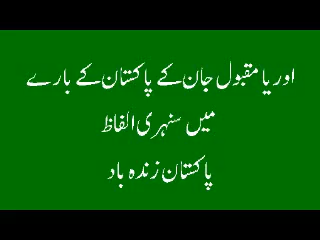 اوریا مقبول جان کے پاکستان کے بارے
میں سنہری الفاظ
پاکستان زندہ باد